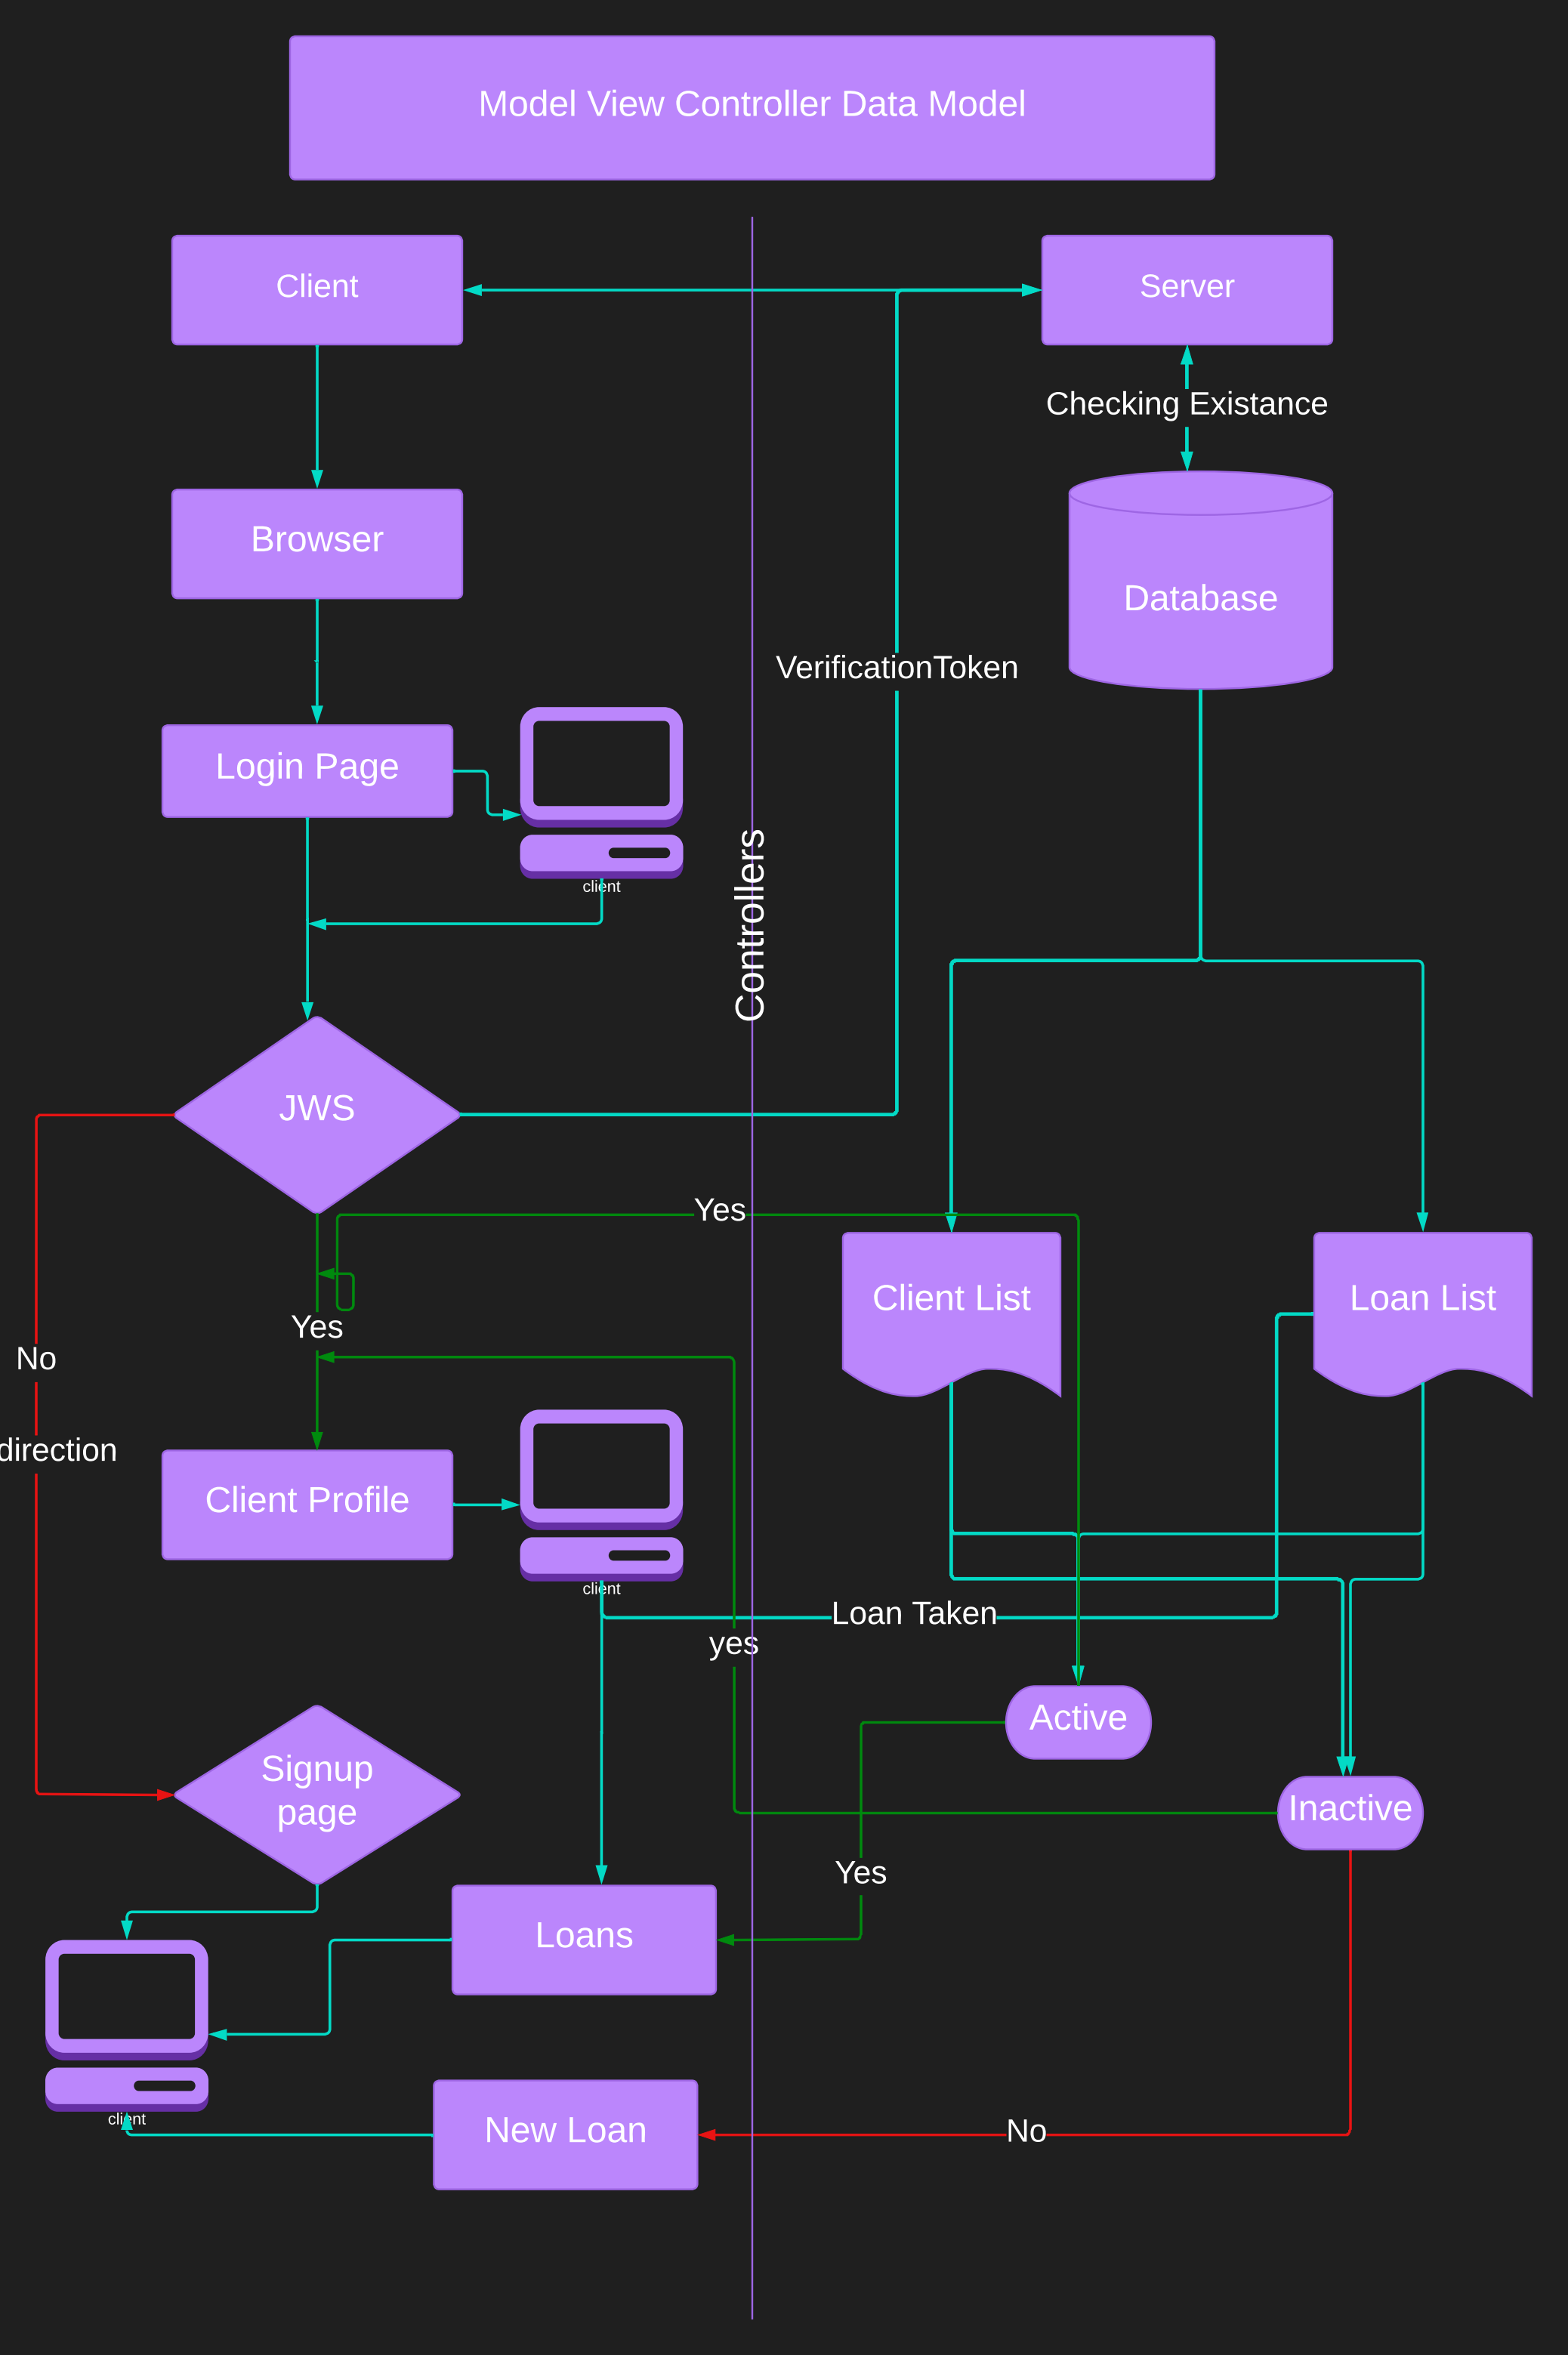 Model View Controller Data Model
Client
Server
Checking Existance
Browser
Database
VerificationToken
Login Page
client
Controllers
JWS
Yes
Client List
Loan List
Yes
No
direction
Client Profile
client
Loan Taken
yes
Active
Signup
page
Inactive
Yes
Loans
client
New Loan
No